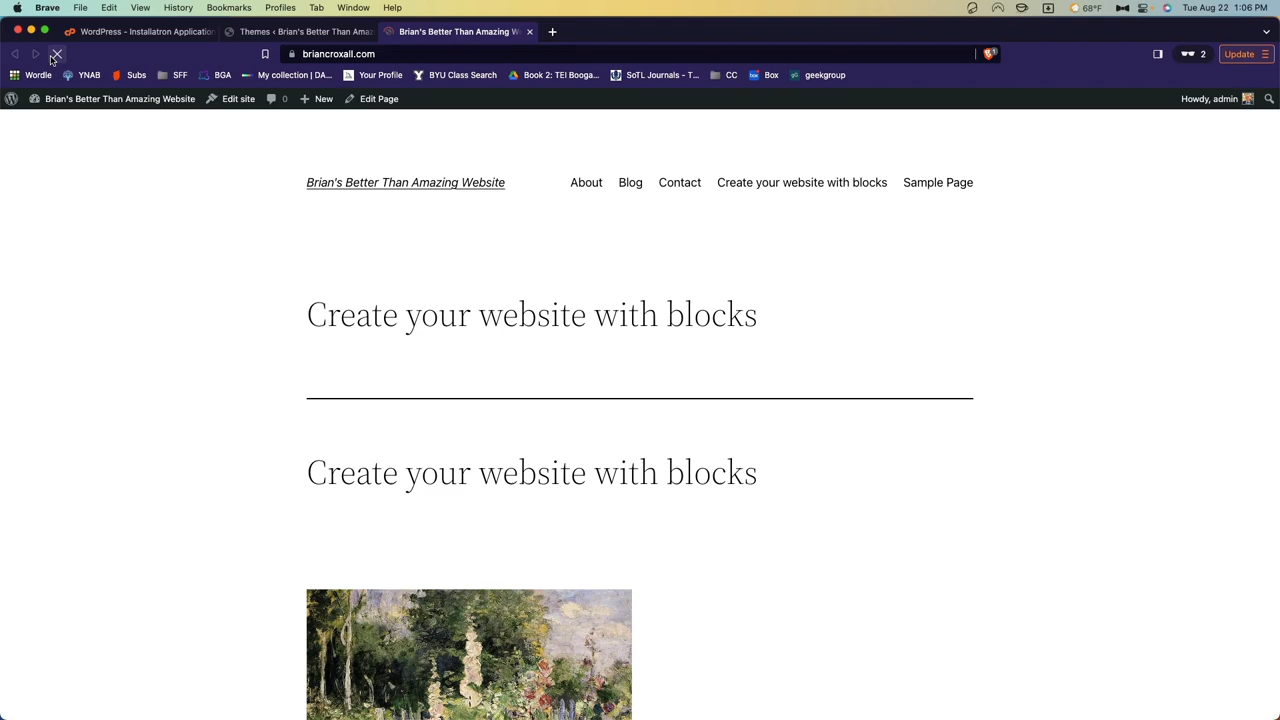 Brave File Edit View History Bookmarks Profiles Tab Window Help 68°F Tue Aug 22 1:06 PM
WordPress - Installatron Application Themes ‹ Brian's Better Than Amaz Brian's Better Than Amazing W
briancroxall.com 2 Update
Wordle YNAB Subs SFF BGA My collection | DA... Your Profile BYU Class Search Book 2: TEI Booga... SoTL Journals - T... CC Box geekgroup
Brian's Better Than Amazing Website Edit site 0 New Edit Page Howdy, admin
Brian's Better Than Amazing Website About Blog Contact Create your website with blocks Sample Page
Create your website with blocks
Create your website with blocks